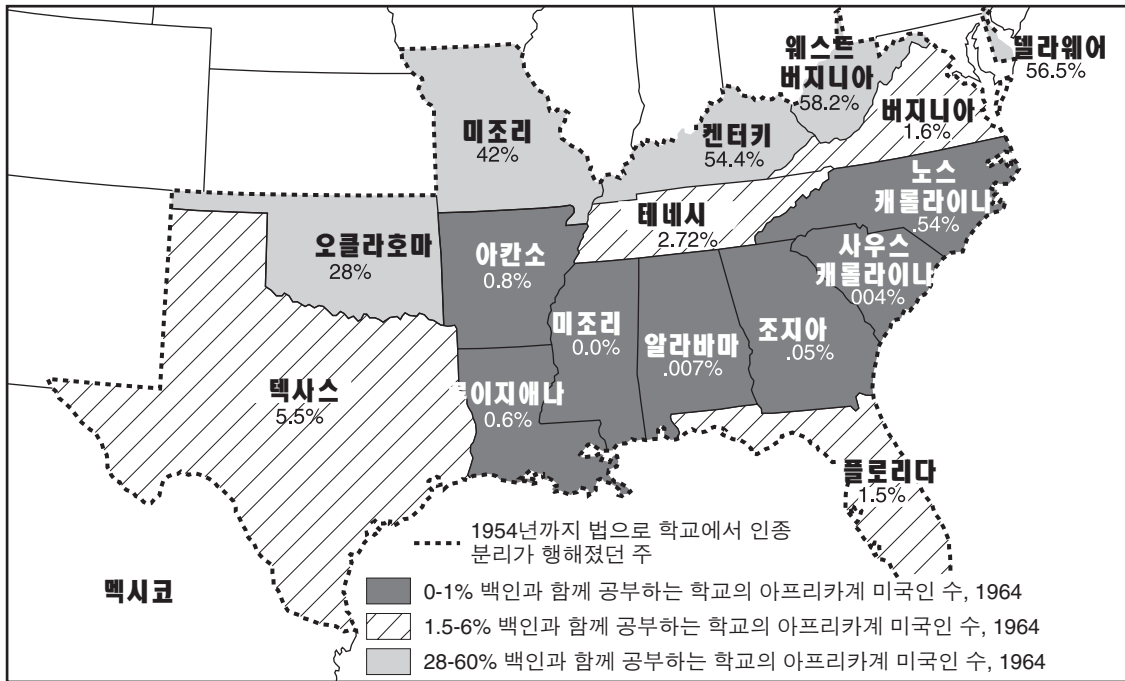 웨스뜨
버지니아
58.2%
델라웨어
56.5%
버지니아
1.6%
미조리
42%
켄터키
54.4%
노스
캐롤라이나
.54%
테네시
2.72%
오클라호마
28%
아칸소
0.8%
사우스
캐롤라이나
004%
미조리
0.0%
알라바마
.007%
조지아
.05%
텍사스
5.5%
루이지애나
0.6%
플로리다
1.5%
멕시코
1954년까지 법으로 학교에서 인종
분리가 행해졌던 주
0-1% 백인과 함께 공부하는 학교의 아프리카계 미국인 수, 1964
1.5-6% 백인과 함께 공부하는 학교의 아프리카계 미국인 수, 1964
28-60% 백인과 함께 공부하는 학교의 아프리카계 미국인 수, 1964